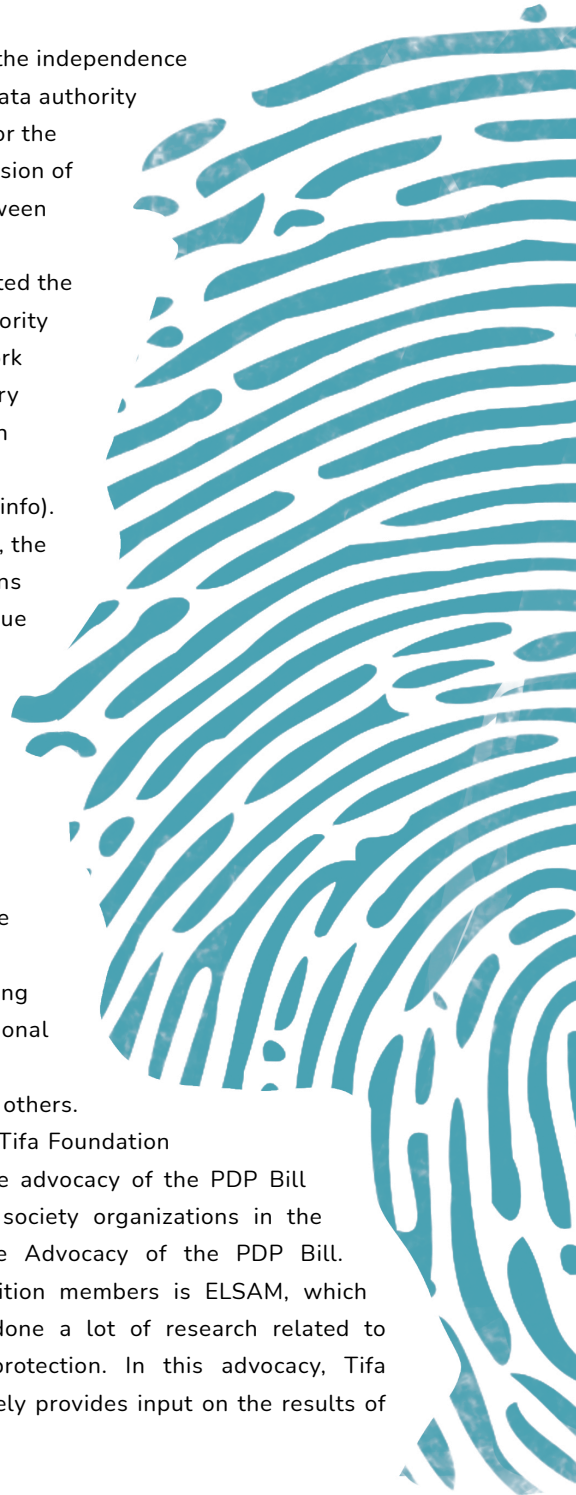 the independence
ata authority
or the
sion of
veen
ted the
ority
rk
ry
n
info).
, the
ns
ue
e
ng
onal
others.
Tifa Foundation
e advocacy of the PDP Bill
society organizations in the
e Advocacy of the PDP Bill.
ition members is ELSAM, which
done a lot of research related to
protection. In this advocacy, Tifa
ely provides input on the results of